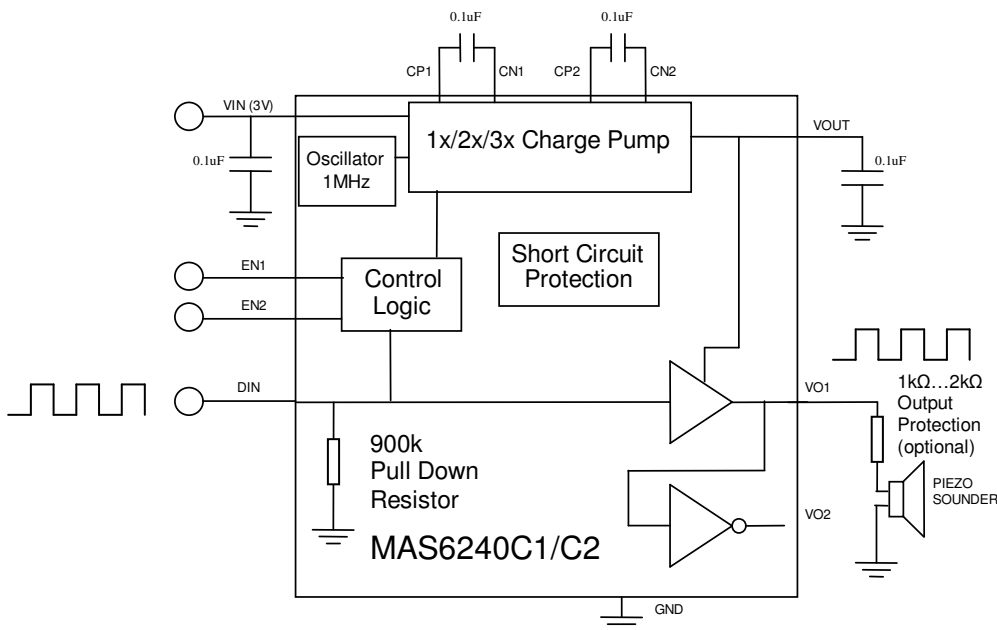 0.1uF
0.1uF
CP1
CN1
CP2
CN2
VIN (3V)
1x/2x/3x Charge Pump
VOUT
0.1uF
Oscillator
1MHz
0.1uF
Short Circuit
Protection
EN1
Control
Logic
EN2
DIN
VO1
1kΩ...2kΩ
Output
Protection
(optional)
900k
Pull Down
Resistor
PIEZO
SOUNDER
VO2
MAS6240C1/C2
GND